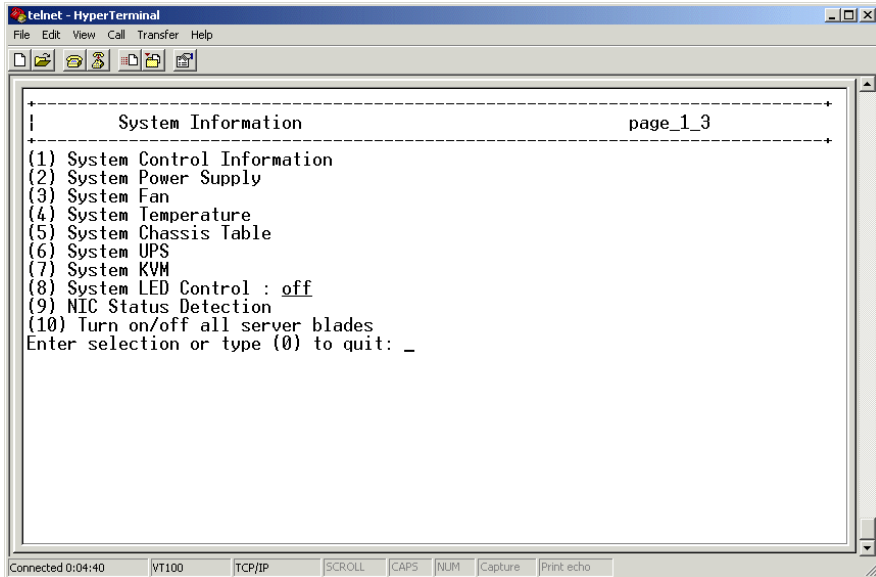 telnet - HyperTerminal
File Edit View Call Transfer Help
System Information page_1_3
(1) System Control Information
(2) System Power Supply
(3) System Fan
(4) System Temperature
(5) System Chassis Table
(6) System UPS
(7) System KVM
(8) System LED Control : off
(9) NIC Status Detection
(10) Turn on/off all server blades
Enter selection or type (0) to quit: _
Connected 0:04:40 VT100 TCP/IP SCROLL CAPS NUM Capture Print echo